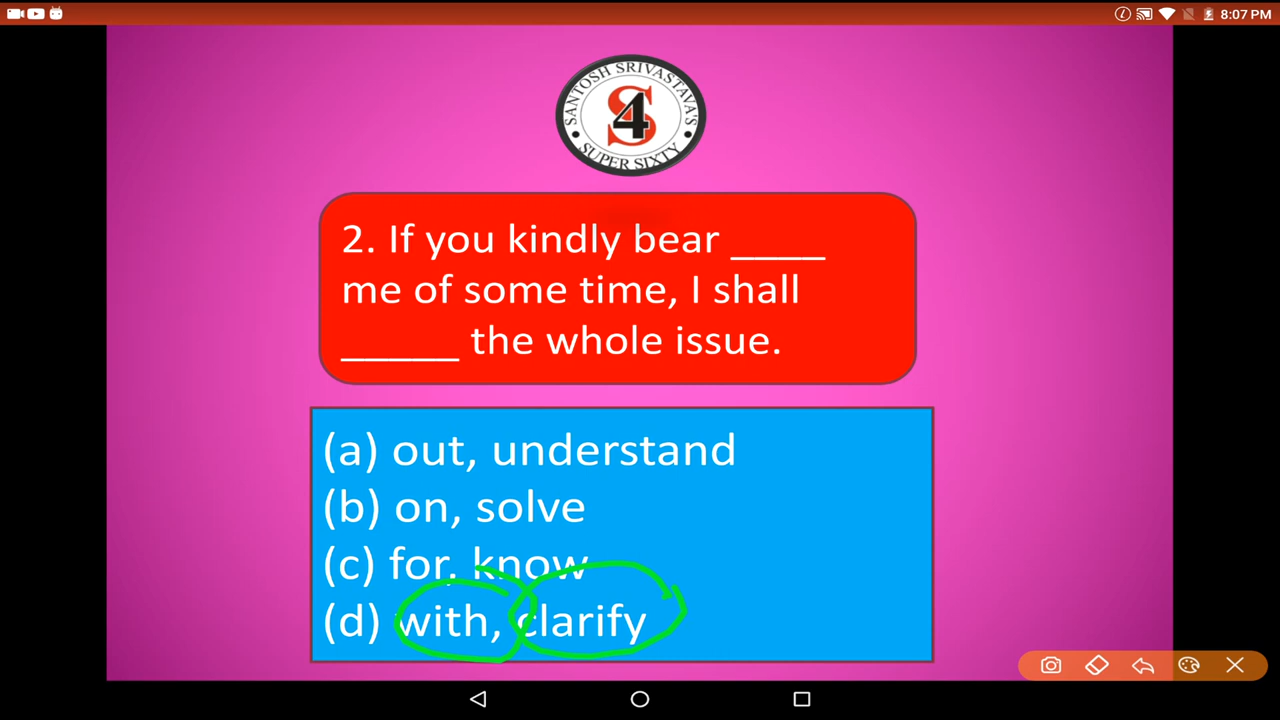 8:07 PM
SANTOSH SRIVASTAVA'S
S4
SUPER SIXTY
2. If you kindly bear ____
me of some time, I shall
_____ the whole issue.
(a) out, understand
(b) on, solve
(c) for, know
(d) with, clarify